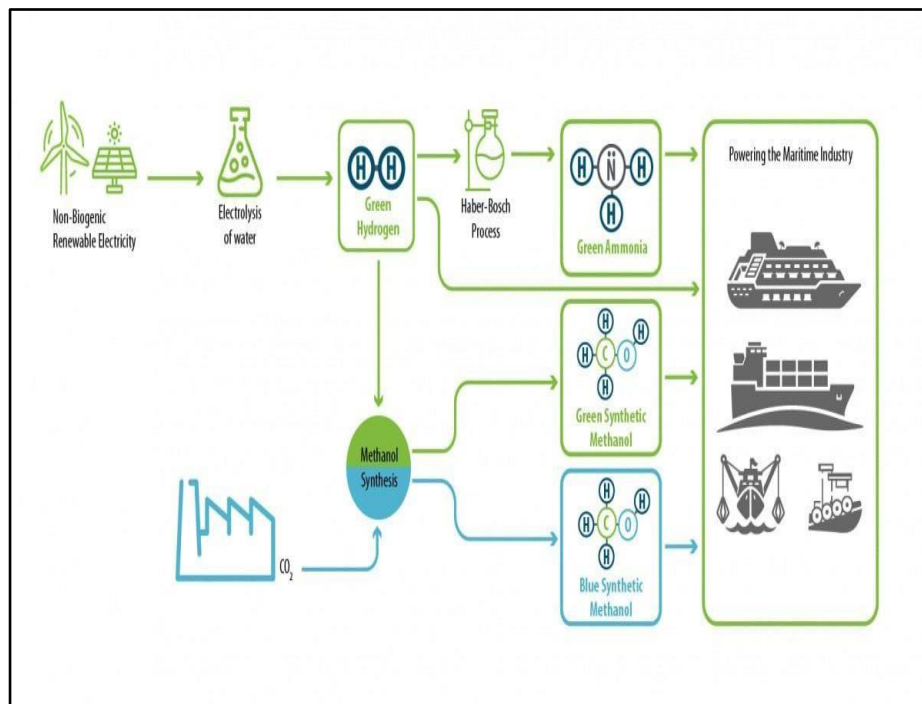 Non-Biogenic
Renewable Electricity
Electrolysis
of water
H H
Green
Hydrogen
Haber-Bosch
Process
H N H
H
Green Ammonia
Powering the Maritime Industry
H H
H C O
H
Green Synthetic
Methanol
Methanol
Synthesis
CO₂
H H
H C O
H
Blue Synthetic
Methanol